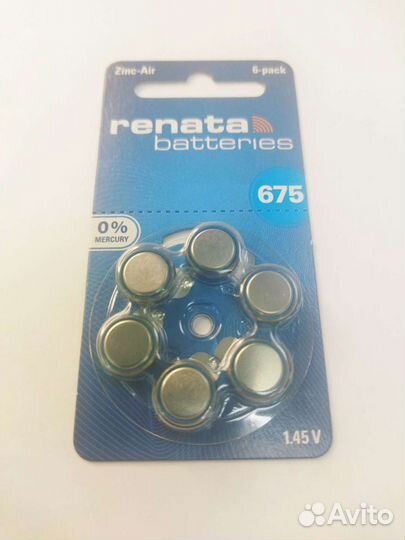 Zinc-Air 6-pack
renata
batteries
675
0%
MERCURY
1.45 V
Avito